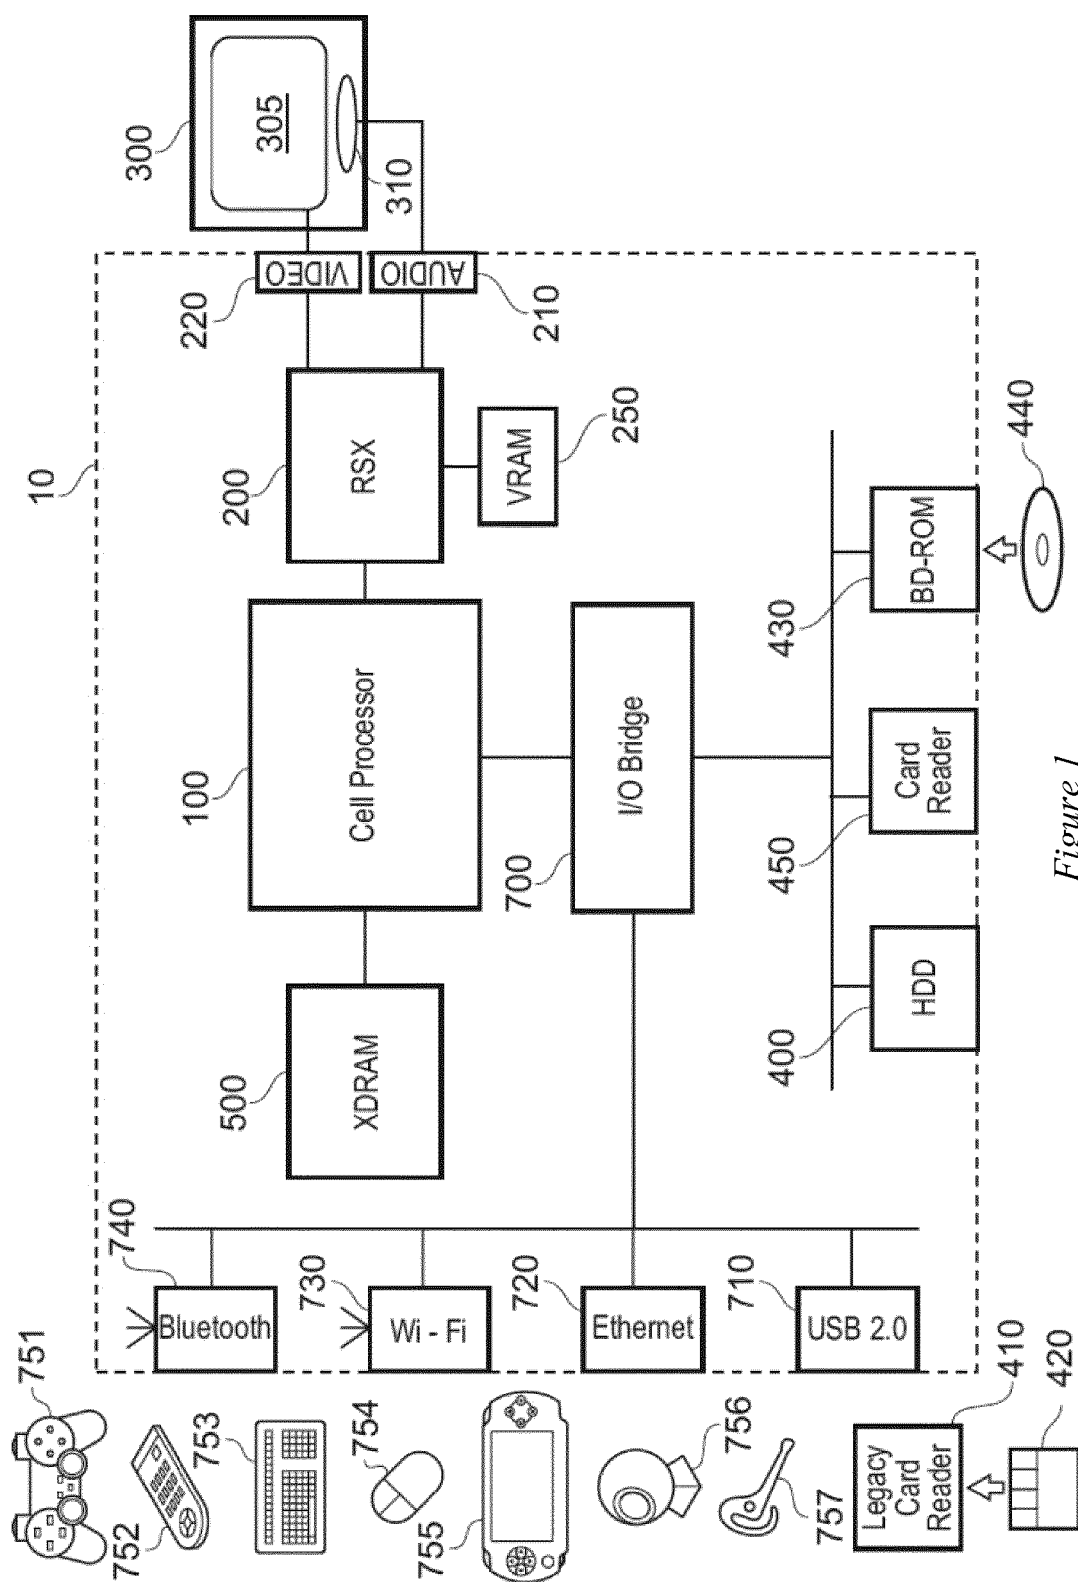 10
300
305
310
220
VIDEO
AUDIO
210
200
RSX
VRAM
250
100
Cell Processor
500
XDRAM
700
I/O Bridge
430
BD-ROM
440
450
Card
Reader
400
HDD
740
Bluetooth
730
Wi - Fi
720
Ethernet
710
USB 2.0
751
752
753
754
755
756
757
410
Legacy
Card
Reader
420
Figure 1